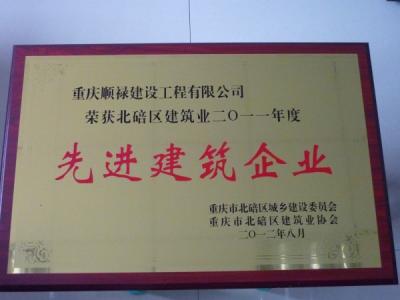 重庆顺禄建设工程有限公司
荣获北碚区建筑业二〇一一年度
先进建筑企业
重庆市北碚区城乡建设委员会
重庆市北碚区建筑业协会
二〇一二年八月